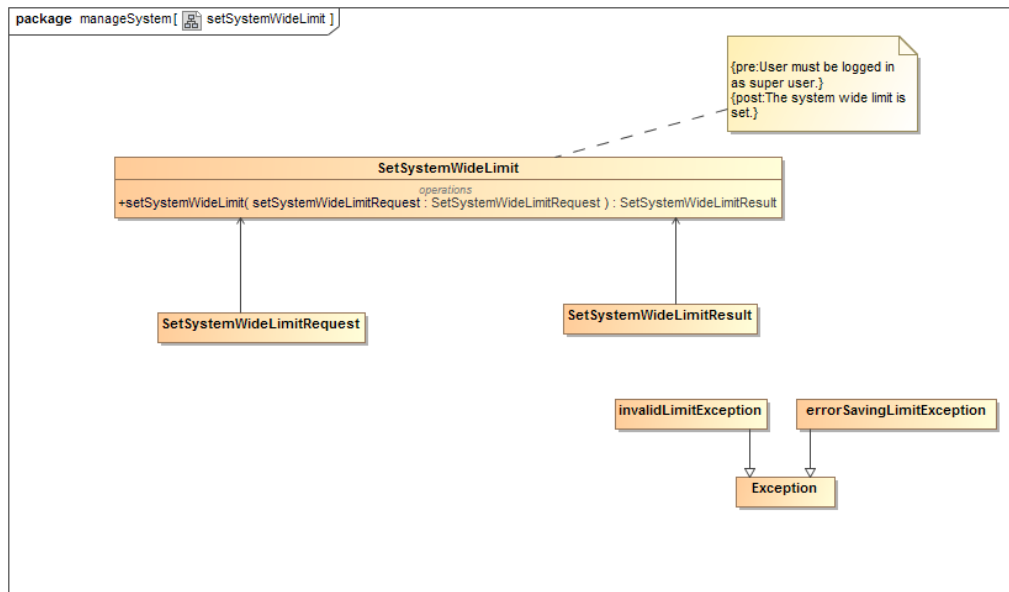 package manageSystem [ setSystemWideLimit ]
{pre:User must be logged in
as super user.}
{post:The system wide limit is
set.}
SetSystemWideLimit
operations
+setSystemWideLimit( setSystemWideLimitRequest : SetSystemWideLimitRequest ) : SetSystemWideLimitResult
SetSystemWideLimitRequest
SetSystemWideLimitResult
invalidLimitException
errorSavingLimitException
Exception